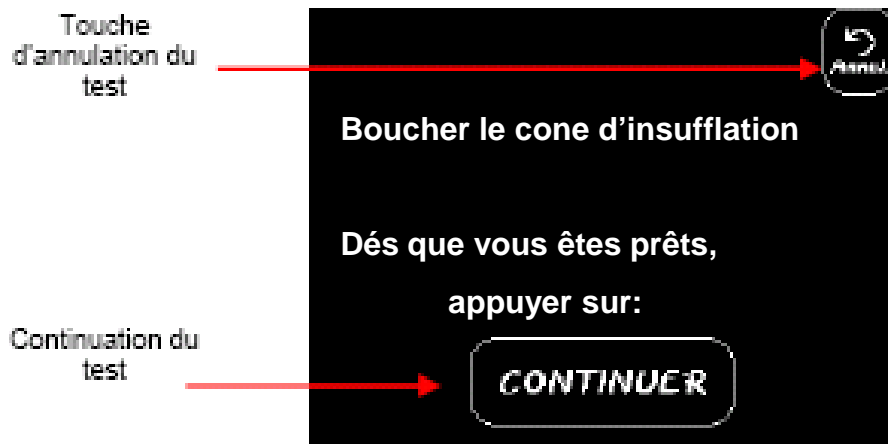 Touche
d'annulation du
test
Annul
Boucher le cone d'insufflation
Dés que vous êtes prêts,
appuyer sur:
Continuation du
test
CONTINUER